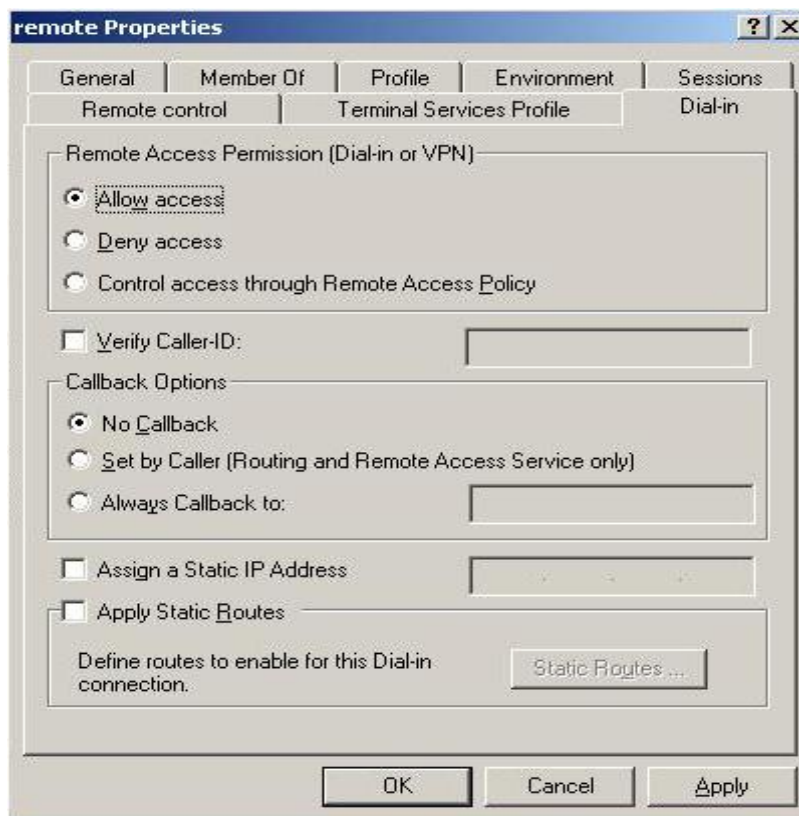 remote Properties
General Member Of Profile Environment Sessions
Remote control Terminal Services Profile Dial-in
Remote Access Permission (Dial-in or VPN)
Allow access
Deny access
Control access through Remote Access Policy
Verify Caller-ID:
Callback Options
No Callback
Set by Caller (Routing and Remote Access Service only)
Always Callback to:
Assign a Static IP Address
Apply Static Routes
Define routes to enable for this Dial-in
connection.
Static Routes ...
OK Cancel Apply